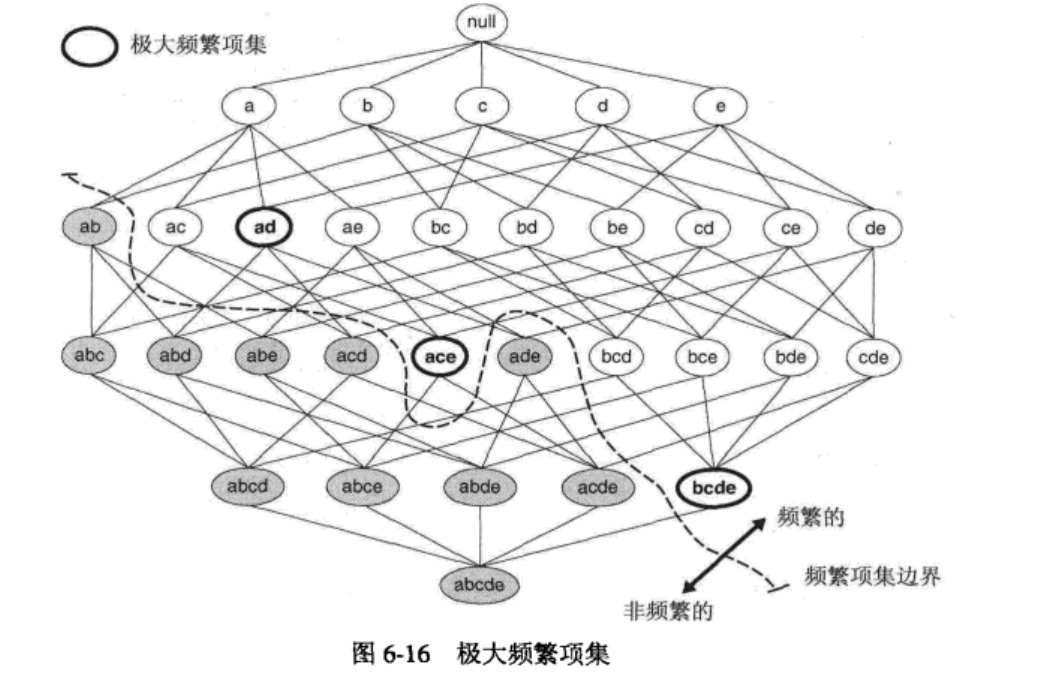 null
极大频繁项集
a b c d e
ab ac ad ae bc bd be cd ce de
abc abd abe acd ace ade bcd bce bde cde
abcd abce abde acde bcde
频繁的
频繁项集边界
abcde
非频繁的
图 6-16 极大频繁项集